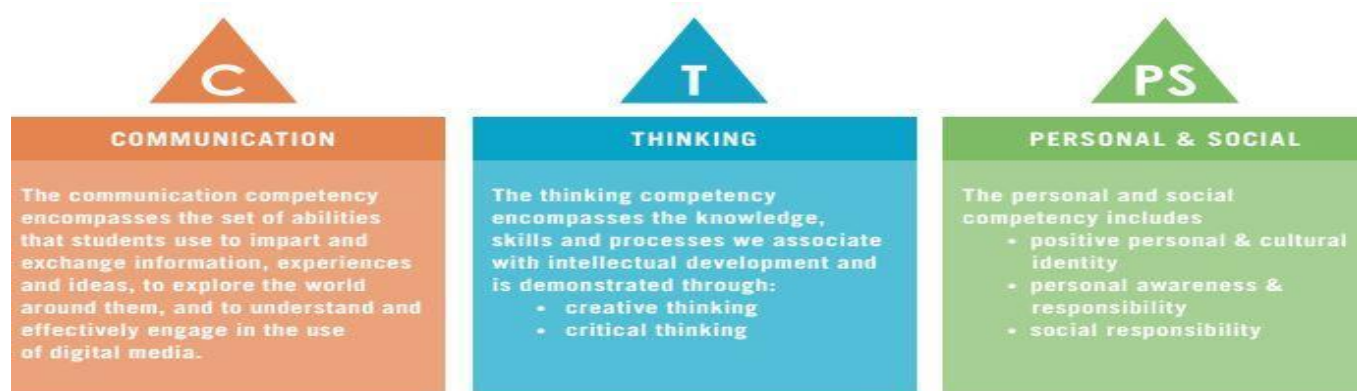 C
COMMUNICATION
The communication competency
encompasses the set of abilities
that students use to impart and
exchange information, experiences
and ideas, to explore the world
around them, and to understand and
effectively engage in the use
of digital media.
T
THINKING
The thinking competency
encompasses the knowledge,
skills and processes we associate
with intellectual development and
is demonstrated through:
• creative thinking
• critical thinking
PS
PERSONAL & SOCIAL
The personal and social
competency includes
• positive personal & cultural
identity
• personal awareness &
responsibility
• social responsibility